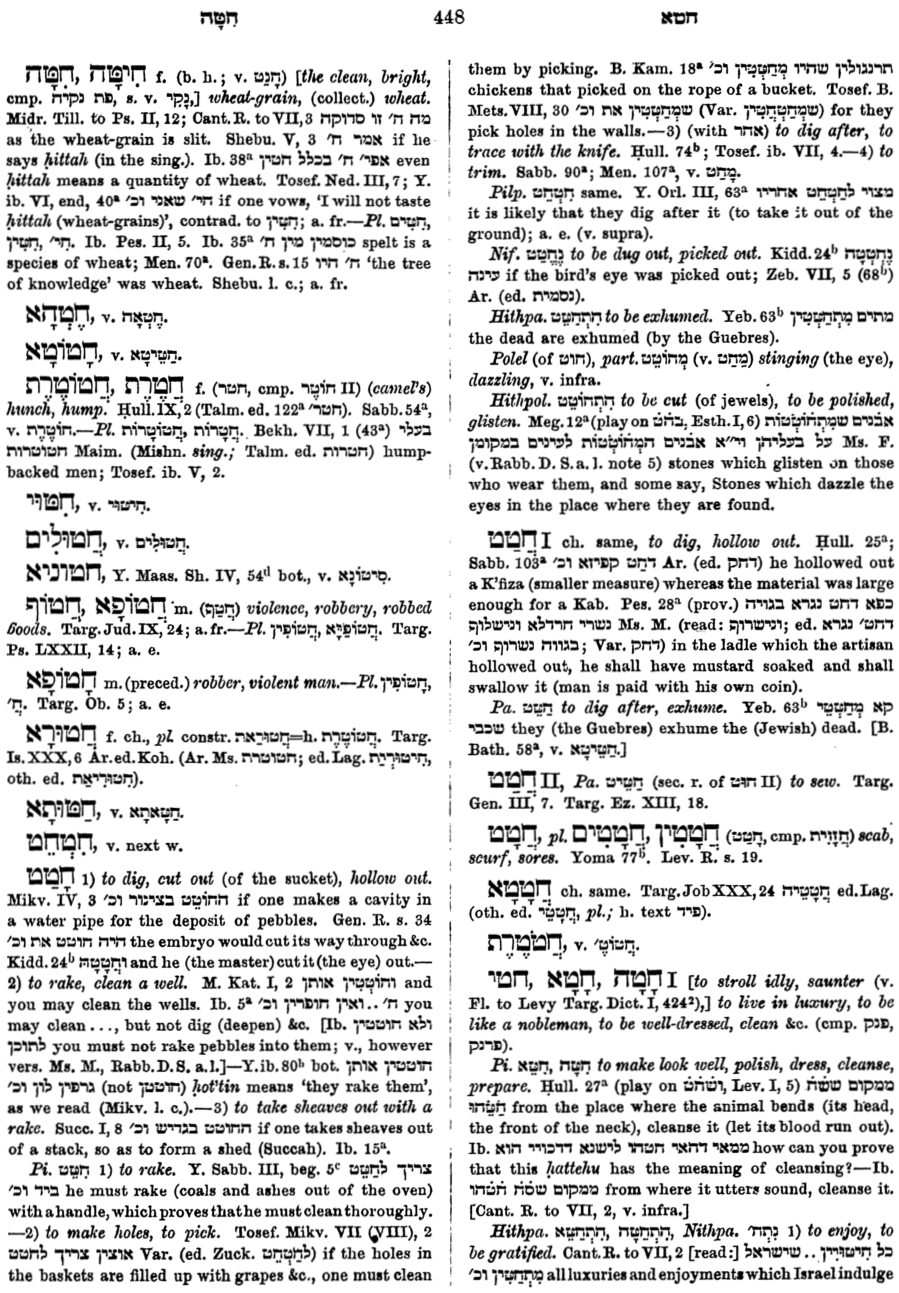 חִטָּה 448 חטא
חִיטָּה, חִטָּה f. (b. h.; v. חָנַט) [the clean, bright,
cmp. פת נקיה, s. v. נָקִי,] wheat-grain, (collect.) wheat.
Midr. Till. to Ps. II, 12; Cant. R. to VII, 3 מה ח' זו סדוקה
as the wheat-grain is slit. Shebu. V, 3 אמר ח' if he
says ḥittah (in the sing.). Ib. 38ᵃ אפי' ח' בכלל חטין even
ḥittah means a quantity of wheat. Tosef. Ned. III, 7; Y.
ib. VI, end, 40ᵃ חי' שאני וכ' if one vows, 'I will not taste
ḥittah (wheat-grains)', contrad. to חִטִּין; a. fr.—Pl. חִטִּים,
חִטִּין, חי'. Ib. Pes. II, 5. Ib. 35ᵃ כוסמין מין ח' spelt is a
species of wheat; Men. 70ᵃ. Gen. R. s. 15 ח' היו 'the tree
of knowledge' was wheat. Shebu. l. c.; a. fr.
חֶטְהָא, v. חֶטְאָה.
חָטוֹטָא, v. חַטֵּיטָא.
חֲטֶרֶת, חֲטוֹטֶרֶת f. (חטר, cmp. חוֹטֶר II) (camel's)
hunch, hump. Ḥull. IX, 2 (Talm. ed. 122ᵃ חטר'). Sabb. 54ᵃ,
v. חוֹטֶרֶת.—Pl. חֲטָרוֹת, חֲטוֹטָרוֹת. Bekh. VII, 1 (43ᵃ) בעלי
חטוטרות Maim. (Mishn. sing.; Talm. ed. חטרות) hump-
backed men; Tosef. ib. V, 2.
חִטּוּי, v. חִיטּוּי.
חֲטוּלִים, v. חֲטוּלִים.
חטוניא, Y. Maas. Sh. IV, 54ᵈ bot., v. סִיטוֹנָא.
חֲטוֹף, חֲטוֹפָא m. (חֲטַף) violence, robbery, robbed
goods. Targ. Jud. IX, 24; a. fr.—Pl. חֲטוֹפַיָּא, חֲטוֹפִין. Targ.
Ps. LXXII, 14; a. e.
חָטוֹפָא m. (preced.) robber, violent man.—Pl. חָטוֹפִין,
חָ'. Targ. Ob. 5; a. e.
חֲטוּרָא f. ch., pl. constr. חֲטוּרַאת=h. חֲטוֹטֶרֶת. Targ.
Is. XXX, 6 Ar. ed. Koh. (Ar. Ms. חטוטרת; ed. Lag. חִיטוּרְיַת,
oth. ed. חֲטוּרִיאַת).
חַטּוּתָא, v. חַטָּאתָא.
חִטְחֵט, v. next w.
חָטַט 1) to dig, cut out (of the sucket), hollow out.
Mikv. IV, 3 החוֹטֵט בצינור וכ' if one makes a cavity in
a water pipe for the deposit of pebbles. Gen. R. s. 34
היה חוטט את וכ' the embryo would cut its way through &c.
Kidd. 24ᵇ וחֲטָטָהּ and he (the master) cut it (the eye) out.—
2) to rake, clean a well. M. Kat. I, 2 וחוֹטְטִין אותן and
you may clean the wells. Ib. 5ᵃ ח' .. ואין חופרין וכ' you
may clean ..., but not dig (deepen) &c. [Ib. ולא חוטטין
לתוכן you must not rake pebbles into them; v., however
vers. Ms. M., Rabb. D. S. a. l.]—Y. ib. 80ᵇ bot. חוטטין אותן
גרפין לון וכ' (not חוטטן) ḥot'tin means 'they rake them',
as we read (Mikv. l. c.).—3) to take sheaves out with a
rake. Succ. I, 8 החוטט בגדיש וכ' if one takes sheaves out
of a stack, so as to form a shed (Succah). Ib. 15ᵃ.
Pi. חִטֵּט 1) to rake. Y. Sabb. III, beg. 5ᶜ צריך לחַטֵּט
ביד וכ' he must rake (coals and ashes out of the oven)
with a handle, which proves that he must clean thoroughly.
—2) to make holes, to pick. Tosef. Mikv. VII (VIII), 2
אוצין צריך לחטט Var. (ed. Zuck. לחַטְחֵט) if the holes in
the baskets are filled up with grapes &c., one must clean
them by picking. B. Kam. 18ᵃ תרנגולין שהיו מְחַטְּטִין וכ'
chickens that picked on the rope of a bucket. Tosef. B.
Mets. VIII, 30 שמְחַטְּטִין את וכ' (Var. שמְחַטְחֲטִין) for they
pick holes in the walls.—3) (with אחר) to dig after, to
trace with the knife. Ḥull. 74ᵇ; Tosef. ib. VII, 4.—4) to
trim. Sabb. 90ᵃ; Men. 107ᵃ, v. מָחַט.
Pilp. חִטְחֵט same. Y. Orl. III, 63ᵃ מצוי לחַטְחֵט אחריו
it is likely that they dig after it (to take it out of the
ground); a. e. (v. supra).
Nif. נֶחֱטַט to be dug out, picked out. Kidd. 24ᵇ נֶחְטְטָה
עינה if the bird's eye was picked out; Zeb. VII, 5 (68ᵇ)
Ar. (ed. נסמית).
Hithpa. הִתְחַטֵּט to be exhumed. Yeb. 63ᵇ מתים מִתְחַטְּטִין
the dead are exhumed (by the Guebres).
Polel (of חוט), part. מְחוֹטֵט (v. מָחַט) stinging (the eye),
dazzling, v. infra.
Hithpol. הִתְחוֹטֵט to be cut (of jewels), to be polished,
glisten. Meg. 12ᵃ (play on בהט, Esth. I, 6) אבנים שמִּתְחוֹטְטוֹת
על בעליהן וי״א אבנים הַמְּחוֹטְטוֹת לעינים במקומן Ms. F.
(v. Rabb. D. S. a. l. note 5) stones which glisten on those
who wear them, and some say, Stones which dazzle the
eyes in the place where they are found.
חֲטַט I ch. same, to dig, hollow out. Ḥull. 25ᵃ;
Sabb. 103ᵃ דחט קפיזא וכ' Ar. (ed. דחק) he hollowed out
a K'fiza (smaller measure) whereas the material was large
enough for a Kab. Pes. 28ᵃ (prov.) כפא דחט נגרא בגויה
נשרי חרדלא ונישלוף Ms. M. (read: ונישרוף; ed. דחט' נגרא
בגווה נשרוף וכ'; Var. דחק) in the ladle which the artisan
hollowed out, he shall have mustard soaked and shall
swallow it (man is paid with his own coin).
Pa. חַטֵּט to dig after, exhume. Yeb. 63ᵇ קא מְחַטְּטֵי
שכבי they (the Guebres) exhume the (Jewish) dead. [B.
Bath. 58ᵃ, v. חַטֵּיטָא.]
חֲטַט II, Pa. חַטֵּיט (sec. r. of חוּט II) to sew. Targ.
Gen. III, 7. Targ. Ez. XIII, 18.
חֲטָט, pl. חֲטָטִין, חֲטָטִים (חָטַט, cmp. חֲזָזִית) scab,
scurf, sores. Yoma 77ᵇ. Lev. R. s. 19.
חֲטָטָא ch. same. Targ. Job XXX, 24 חֲטָטֵיהּ ed. Lag.
(oth. ed. חֲטָטֵי, pl.; h. text פיד).
חֲטֹטֶרֶת, v. חֲטוֹט'.
חטי, חָטָא, חָטָה I [to stroll idly, saunter (v.
Fl. to Levy Targ. Dict. I, 424²),] to live in luxury, to be
like a nobleman, to be well-dressed, clean &c. (cmp. פנק,
פרנק).
Pi. חִטֵּא, חִטָּה to make look well, polish, dress, cleanse,
prepare. Ḥull. 27ᵃ (play on ושחט, Lev. I, 5) ממקום ששח
חַטֵּהוּ from the place where the animal bends (its head,
the front of the neck), cleanse it (let its blood run out).
Ib. ממאי דהאי חטהו לישנא דדכויי הוא how can you prove
that this ḥattehu has the meaning of cleansing?—Ib.
ממקום שסח חטהו from where it utters sound, cleanse it.
[Cant. R. to VII, 2, v. infra.]
Hithpa. הִתְחַטֵּא, הִתְחַטָּה, Nithpa. נִתְח' 1) to enjoy, to
be gratified. Cant. R. to VII, 2 [read:] כל חיטויין .. שישראל
מִתְחַטִּין וכ' all luxuries and enjoyments which Israel indulge